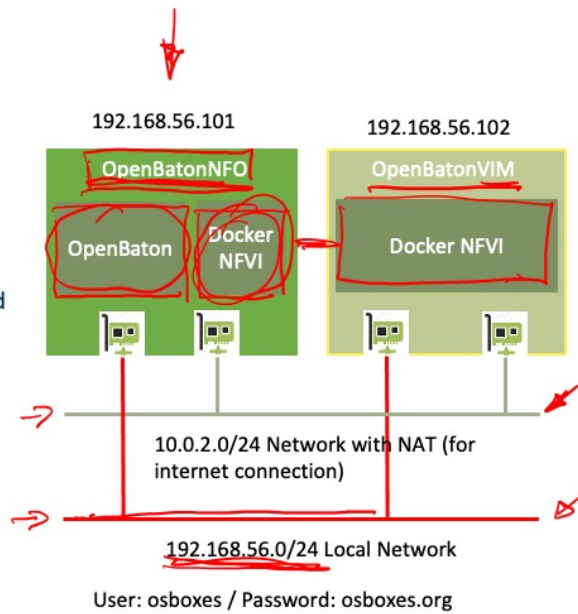 192.168.56.101
192.168.56.102
OpenBatonNFO
OpenBatonVIM
OpenBaton
Docker
NFVI
Docker NFVI
d
10.0.2.0/24 Network with NAT (for
internet connection)
192.168.56.0/24 Local Network
User: osboxes / Password: osboxes.org